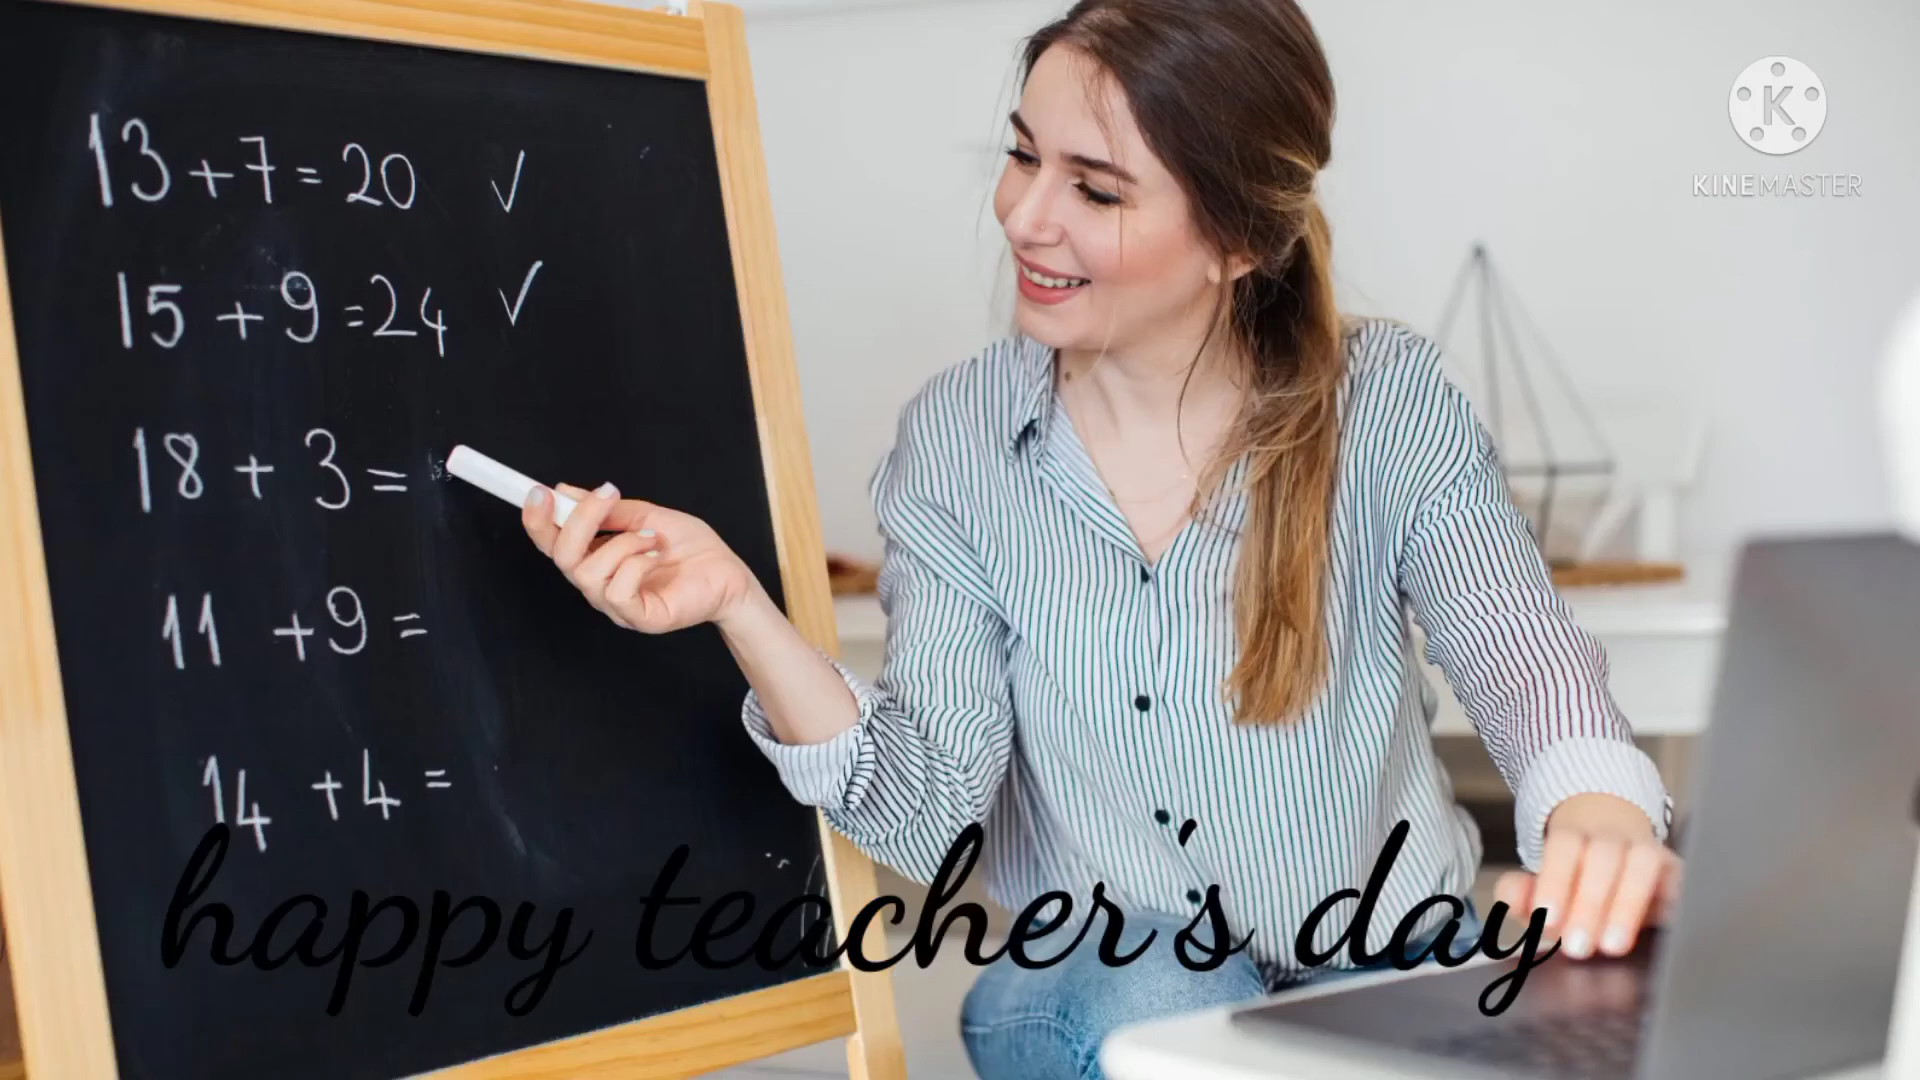 13+7=20 ✓
15+9=24 ✓
18+3=
11+9=
14+4=
happy teacher's day
KINEMASTER